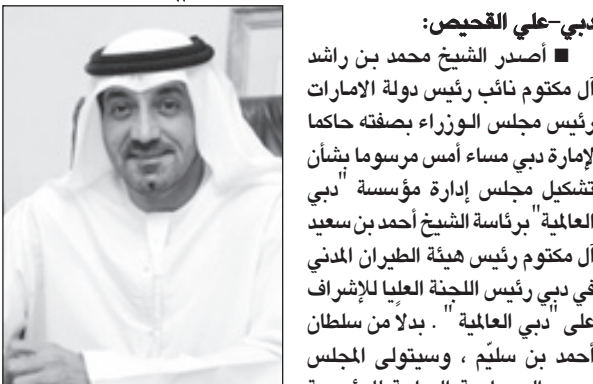 دبي-علي القحيص:
■ أصدر الشيخ محمد بن راشد
آل مكتوم نائب رئيس دولة الامارات
رئيس مجلس الوزراء بصفته حاكما
لإمارة دبي مساء أمس مرسوما بشأن
تشكيل مجلس إدارة مؤسسة "دبي
العالمية" برئاسة الشيخ أحمد بن سعيد
آل مكتوم رئيس هيئة الطيران المدني
في دبي رئيس اللجنة العليا للإشراف
على "دبي العالمية" . بدلاً من سلطان
أحمد بن سليّم ، وسيتولى المجلس